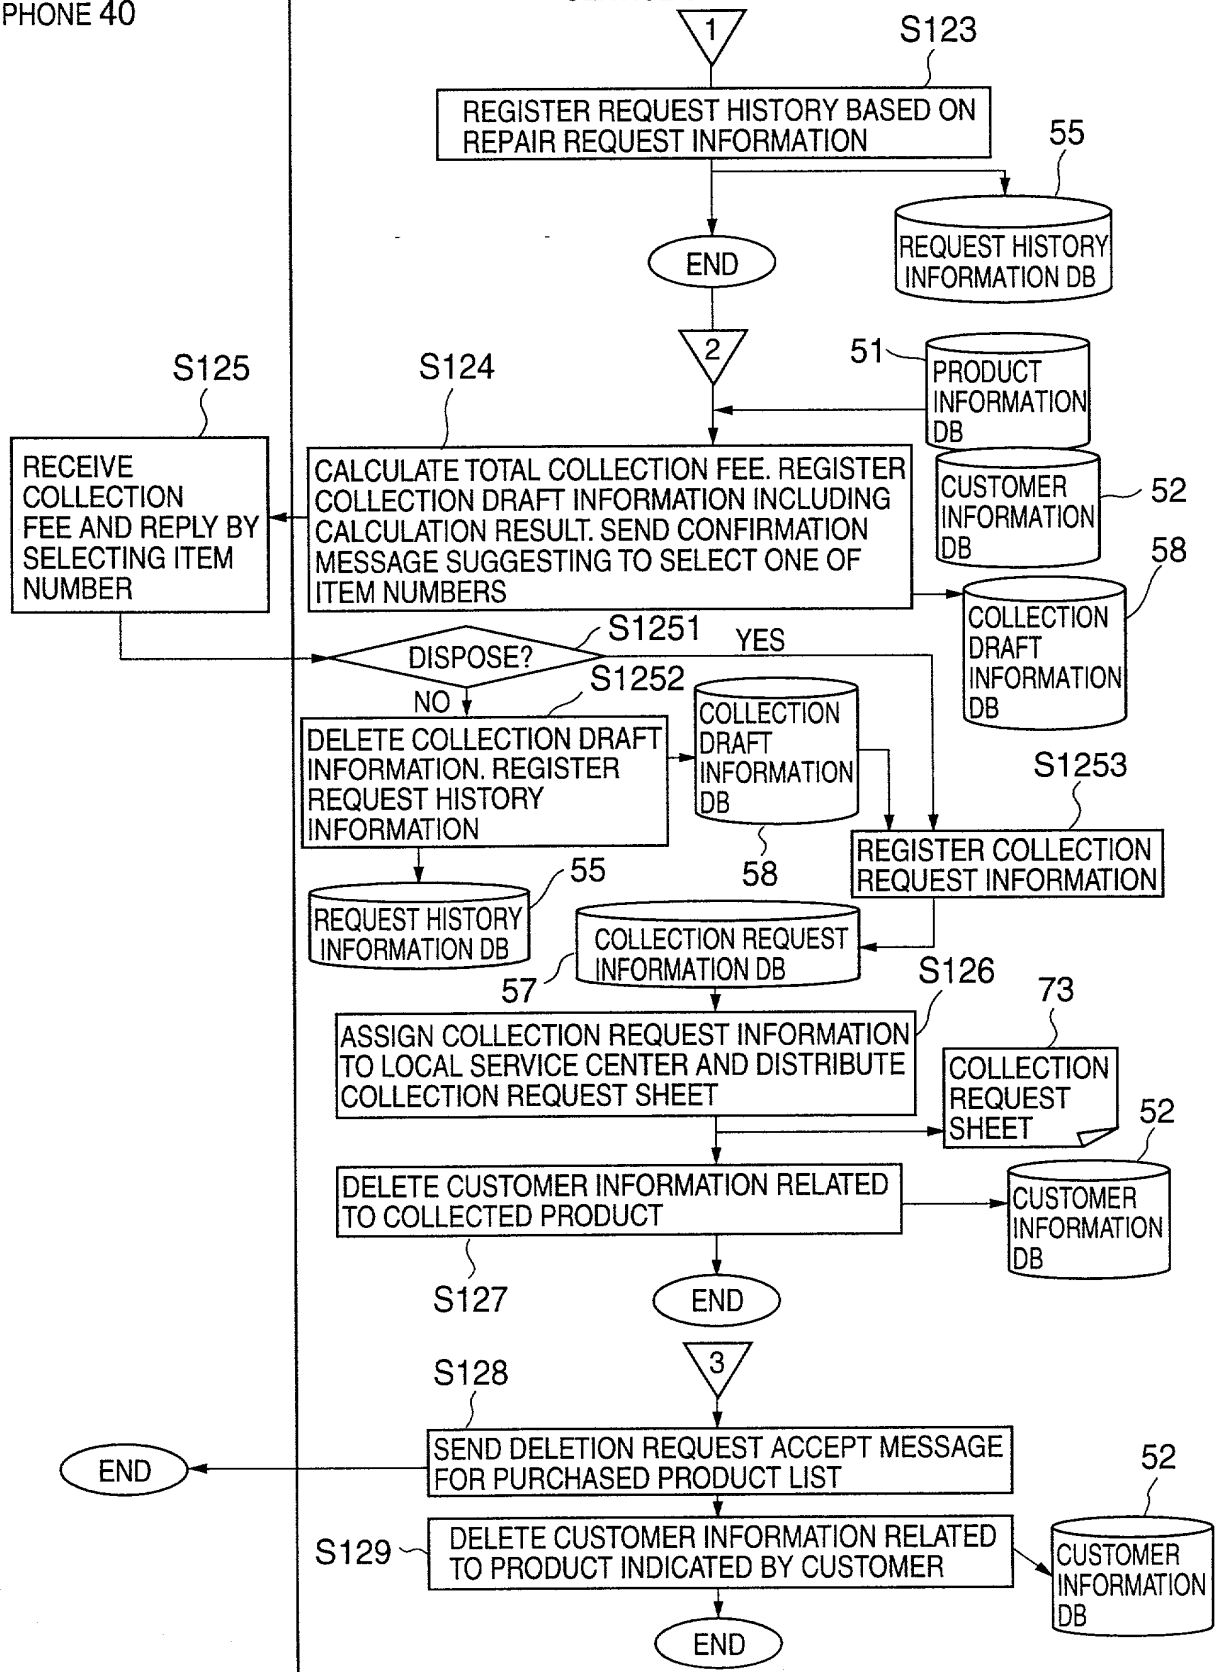 PHONE 40
1
S123
REGISTER REQUEST HISTORY BASED ON
REPAIR REQUEST INFORMATION
55
REQUEST HISTORY
INFORMATION DB
END
2
51
PRODUCT
INFORMATION
DB
S125
S124
RECEIVE
COLLECTION
FEE AND REPLY BY
SELECTING ITEM
NUMBER
CALCULATE TOTAL COLLECTION FEE. REGISTER
COLLECTION DRAFT INFORMATION INCLUDING
CALCULATION RESULT. SEND CONFIRMATION
MESSAGE SUGGESTING TO SELECT ONE OF
ITEM NUMBERS
CUSTOMER
INFORMATION
DB
52
58
COLLECTION
DRAFT
INFORMATION
DB
S1251
DISPOSE?
YES
NO
S1252
DELETE COLLECTION DRAFT
INFORMATION. REGISTER
REQUEST HISTORY
INFORMATION
COLLECTION
DRAFT
INFORMATION
DB
58
S1253
REGISTER COLLECTION
REQUEST INFORMATION
55
REQUEST HISTORY
INFORMATION DB
COLLECTION REQUEST
INFORMATION DB
57
S126
ASSIGN COLLECTION REQUEST INFORMATION
TO LOCAL SERVICE CENTER AND DISTRIBUTE
COLLECTION REQUEST SHEET
73
COLLECTION
REQUEST
SHEET
52
DELETE CUSTOMER INFORMATION RELATED
TO COLLECTED PRODUCT
CUSTOMER
INFORMATION
DB
S127
END
3
S128
SEND DELETION REQUEST ACCEPT MESSAGE
FOR PURCHASED PRODUCT LIST
END
52
S129
DELETE CUSTOMER INFORMATION RELATED
TO PRODUCT INDICATED BY CUSTOMER
CUSTOMER
INFORMATION
DB
END